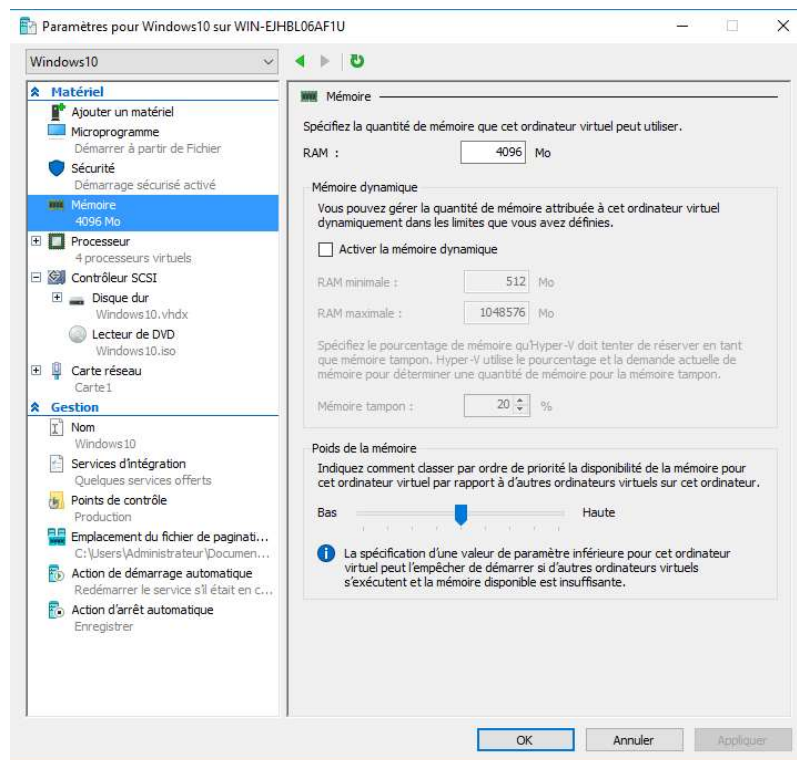 Paramètres pour Windows10 sur WIN-EJHBL06AF1U
Windows10
Matériel
Ajouter un matériel
Microprogramme
Démarrer à partir de Fichier
Sécurité
Démarrage sécurisé activé
Mémoire
4096 Mo
Processeur
4 processeurs virtuels
Contrôleur SCSI
Disque dur
Windows10.vhdx
Lecteur de DVD
Windows10.iso
Carte réseau
Carte1
Gestion
Nom
Windows10
Services d'intégration
Quelques services offerts
Points de contrôle
Production
Emplacement du fichier de paginati...
C:\Users\Administrateur\Documen...
Action de démarrage automatique
Redémarrer le service s'il était en c...
Action d'arrêt automatique
Enregistrer
Mémoire
Spécifiez la quantité de mémoire que cet ordinateur virtuel peut utiliser.
RAM : 4096 Mo
Mémoire dynamique
Vous pouvez gérer la quantité de mémoire attribuée à cet ordinateur virtuel
dynamiquement dans les limites que vous avez définies.
Activer la mémoire dynamique
RAM minimale : 512 Mo
RAM maximale : 1048576 Mo
Spécifiez le pourcentage de mémoire qu'Hyper-V doit tenter de réserver en tant
que mémoire tampon. Hyper-V utilise le pourcentage et la demande actuelle de
mémoire pour déterminer une quantité de mémoire pour la mémoire tampon.
Mémoire tampon : 20 %
Poids de la mémoire
Indiquez comment classer par ordre de priorité la disponibilité de la mémoire pour
cet ordinateur virtuel par rapport à d'autres ordinateurs virtuels sur cet ordinateur.
Bas Haute
La spécification d'une valeur de paramètre inférieure pour cet ordinateur
virtuel peut l'empêcher de démarrer si d'autres ordinateurs virtuels
s'exécutent et la mémoire disponible est insuffisante.
OK Annuler Appliquer